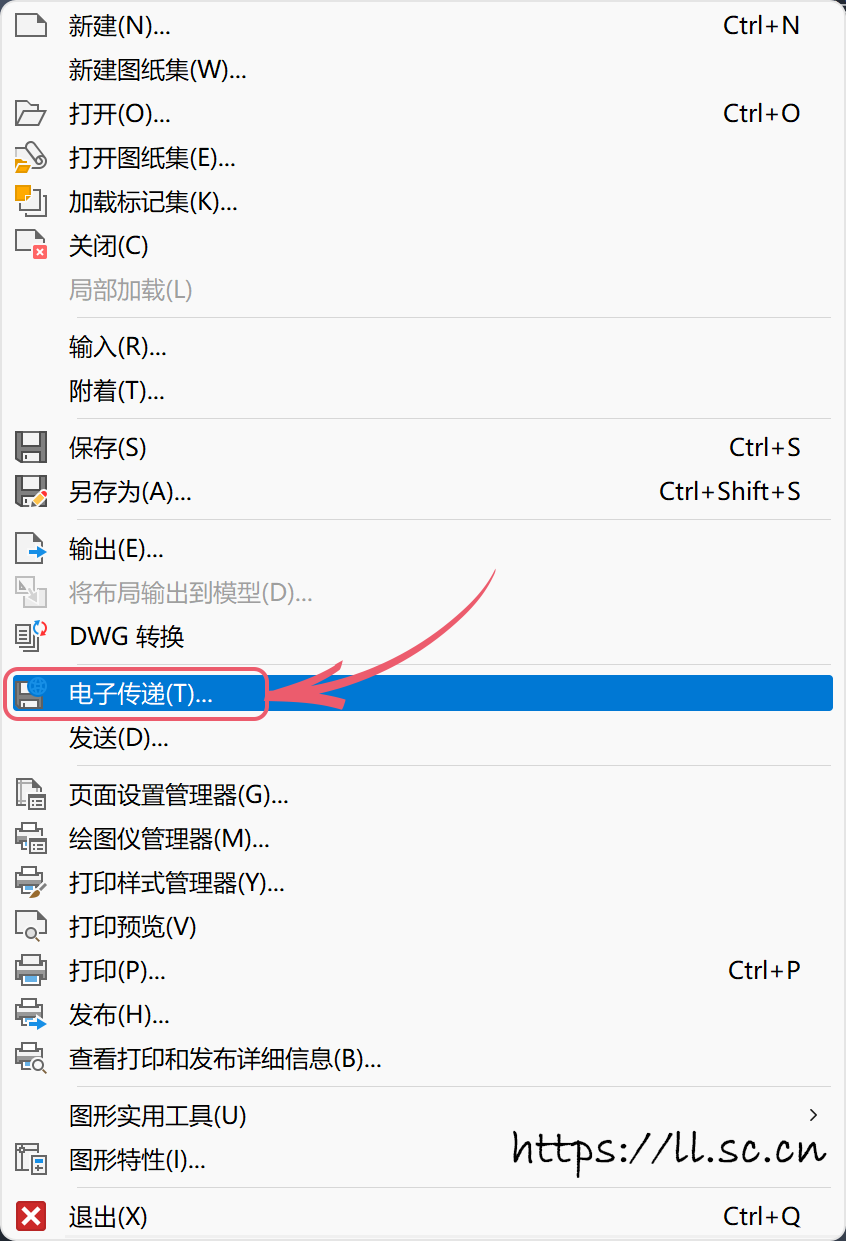 新建(N)... Ctrl+N
新建图纸集(W)...
打开(O)... Ctrl+O
打开图纸集(E)...
加载标记集(K)...
关闭(C)
局部加载(L)
输入(R)...
附着(T)...
保存(S) Ctrl+S
另存为(A)... Ctrl+Shift+S
输出(E)...
将布局输出到模型(D)...
DWG 转换
电子传递(T)...
发送(D)...
页面设置管理器(G)...
绘图仪管理器(M)...
打印样式管理器(Y)...
打印预览(V)
打印(P)... Ctrl+P
发布(H)...
查看打印和发布详细信息(B)...
图形实用工具(U)
https://ll.sc.cn
图形特性(I)...
退出(X) Ctrl+Q